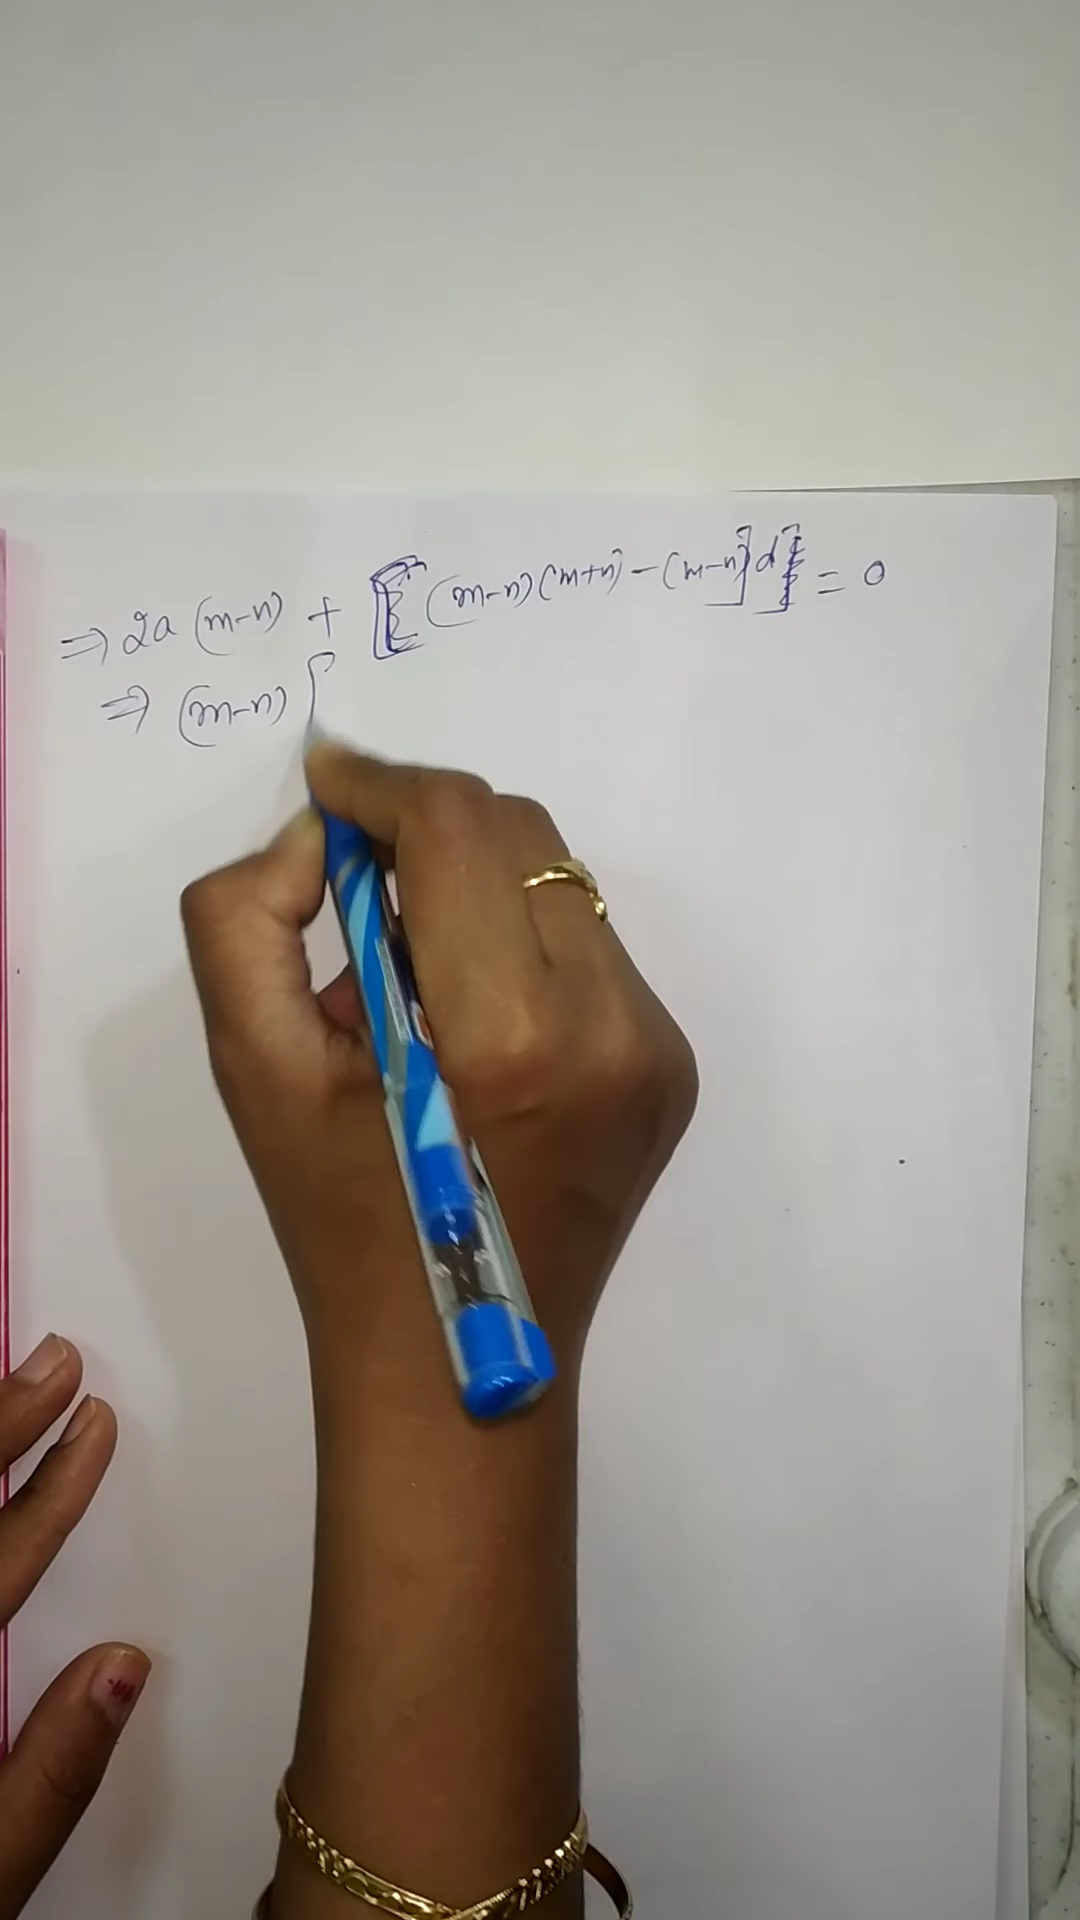 ⇒ 2a (m-n) + [(m-n)(m+n) - (m-n]d] = 0
⇒ (m-n) [